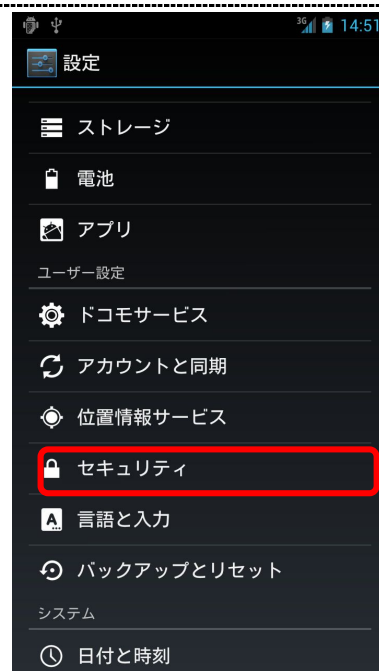 3G 14:51
設定
ストレージ
電池
アプリ
ユーザー設定
ドコモサービス
アカウントと同期
位置情報サービス
セキュリティ
A 言語と入力
バックアップとリセット
システム
日付と時刻